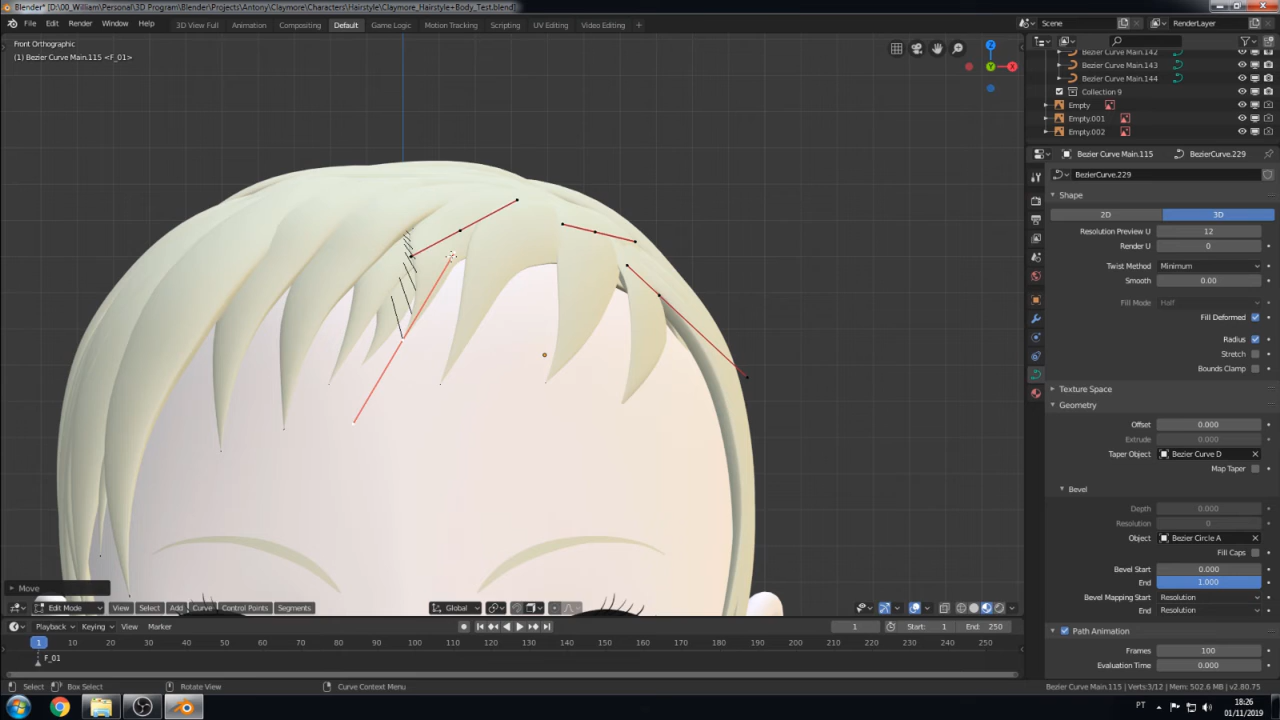 Blender* [D:\00_William\Personal\3D Program\Blender\Projects\Antony\Claymore\Characters\Hairstyle\Claymore_Hairstyle+Body_Test.blend]
File Edit Render Window Help 3D View Full Animation Compositing Default Game Logic Scripting UV Editing Video Editing + Scene RenderLayer
Front Orthographic
(1) Bezier Curve Main.115 <F_01>
Z
Y
X
Bezier Curve Main.142
Bezier Curve Main.143
Bezier Curve Main.144
Collection 9
Empty
Empty.001
Empty.002
Bezier Curve Main.115 BezierCurve.229
BezierCurve.229
Shape
2D 3D
Resolution Preview U 12
Render U 0
Twist Method Minimum
Smooth 0.00
Fill Mode Half
Fill Deformed
Radius
Stretch
Bounds Clamp
Texture Space
Geometry
Offset 0.000
Extrude 0.000
Taper Object Bezier Curve D
Map Taper
Bevel
Depth 0.000
Resolution 0
Object Bezier Circle A
Fill Caps
Bevel Start 0.000
End 1.000
Bevel Mapping Start Resolution
End Resolution
Path Animation
Frames 100
Evaluation Time 0.000
Move
Edit Mode View Select Add Curve Control Points Segments Global
Playback Keying View Marker 1 Start: 1 End: 250
1 10 20 30 40 50 60 70 80 90 100 110 120 130 140 150 160 170 180 190 200 210 220 230 240 250
F_01
Select Box Select Rotate View Curve Context Menu Bezier Curve Main.115 | Verts:3/12 | Mem: 502.6 MB | v2.80.75
PT 18:26
01/11/2019